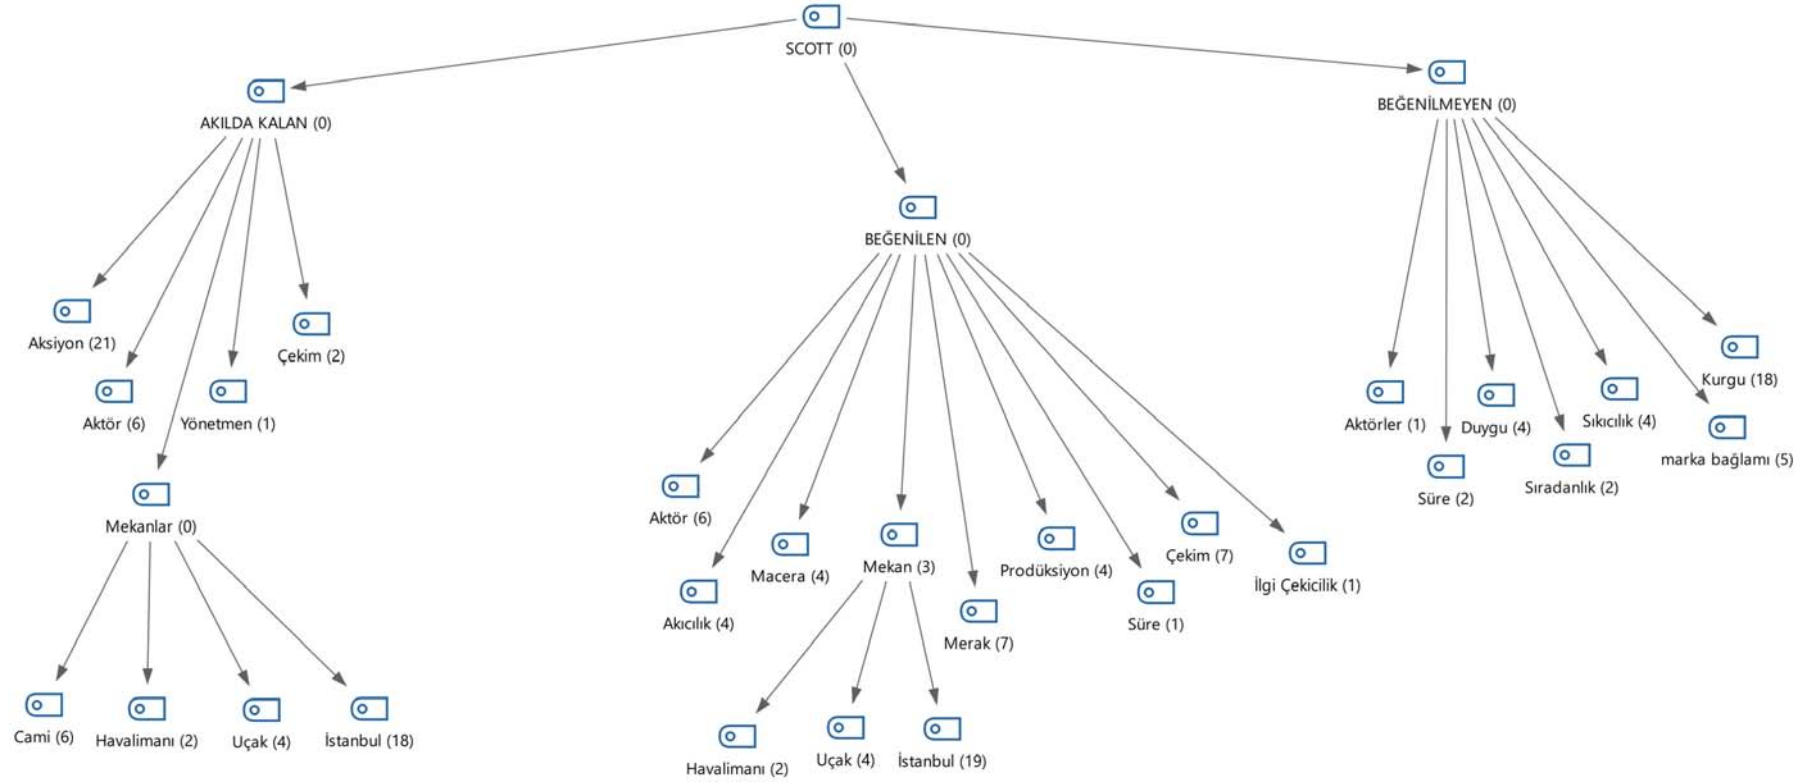 SCOTT (0)
AKILDA KALAN (0)
BEĞENİLMEYEN (0)
BEĞENİLEN (0)
Aksiyon (21)
Çekim (2)
Aktör (6)
Yönetmen (1)
Mekanlar (0)
Cami (6)
Havalimanı (2)
Uçak (4)
İstanbul (18)
Aktör (6)
Akıcılık (4)
Macera (4)
Mekan (3)
Merak (7)
Prodüksiyon (4)
Süre (1)
Çekim (7)
İlgi Çekicilik (1)
Havalimanı (2)
Uçak (4)
İstanbul (19)
Aktörler (1)
Süre (2)
Duygu (4)
Sıradanlık (2)
Sıkıcılık (4)
marka bağlamı (5)
Kurgu (18)